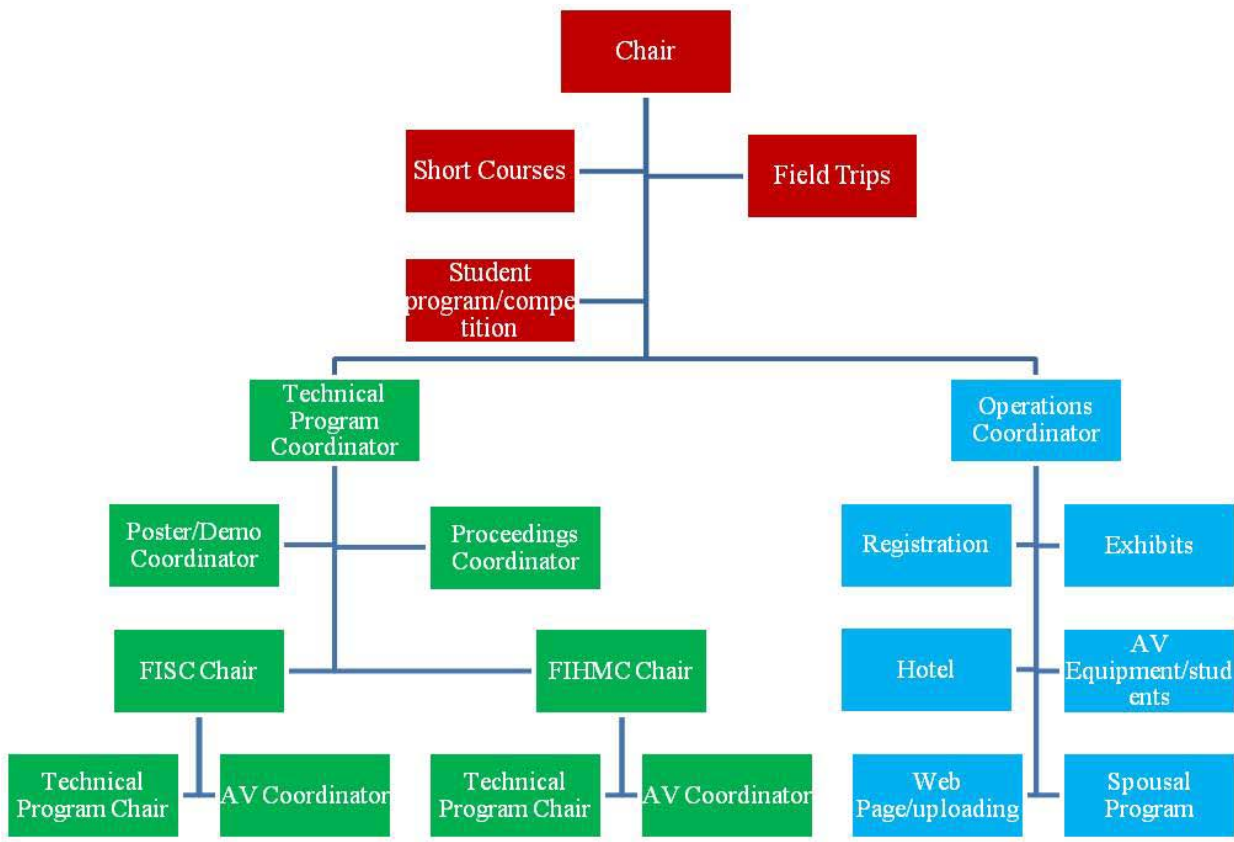 Chair
Short Courses
Field Trips
Student
program/compe
tition
Technical
Program
Coordinator
Operations
Coordinator
Poster/Demo
Coordinator
Proceedings
Coordinator
Registration
Exhibits
FISC Chair
FIHMC Chair
Hotel
AV
Equipment/stud
ents
Technical
Program Chair
AV Coordinator
Technical
Program Chair
AV Coordinator
Web
Page/uploading
Spousal
Program